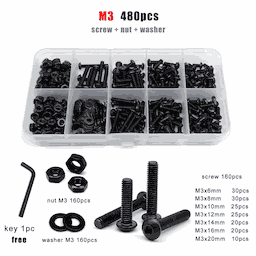 M3 480pcs
screw + nut + washer
screw 160pcs
M3x6mm 30pcs
M3x8mm 30pcs
M3x10mm 25pcs
M3x12mm 25pcs
M3x14mm 20pcs
M3x16mm 20pcs
M3x20mm 10pcs
nut M3 160pcs
key 1pc
free
washer M3 160pcs